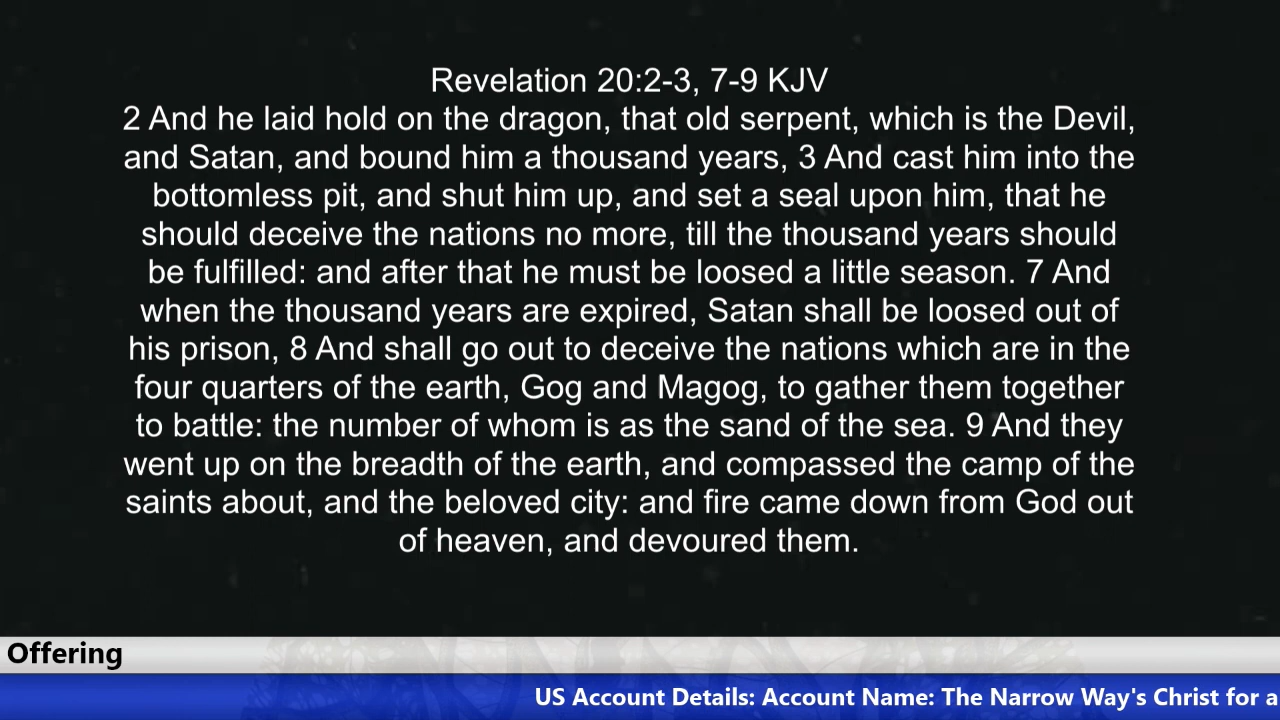 Revelation 20:2-3, 7-9 KJV
2 And he laid hold on the dragon, that old serpent, which is the Devil,
and Satan, and bound him a thousand years, 3 And cast him into the
bottomless pit, and shut him up, and set a seal upon him, that he
should deceive the nations no more, till the thousand years should
be fulfilled: and after that he must be loosed a little season. 7 And
when the thousand years are expired, Satan shall be loosed out of
his prison, 8 And shall go out to deceive the nations which are in the
four quarters of the earth, Gog and Magog, to gather them together
to battle: the number of whom is as the sand of the sea. 9 And they
went up on the breadth of the earth, and compassed the camp of the
saints about, and the beloved city: and fire came down from God out
of heaven, and devoured them.
Offering
US Account Details: Account Name: The Narrow Way's Christ for a